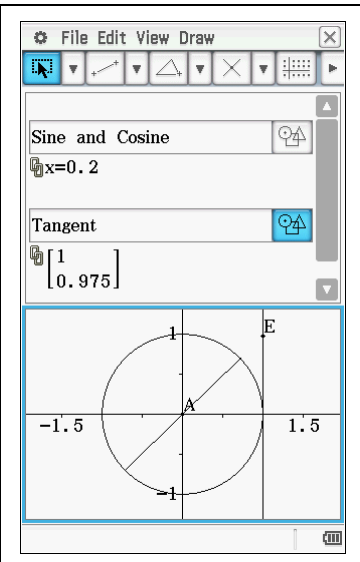 File Edit View Draw
Sine and Cosine
x=0.2
Tangent
[1
0.975]
1
E
A
-1.5
1.5
-1